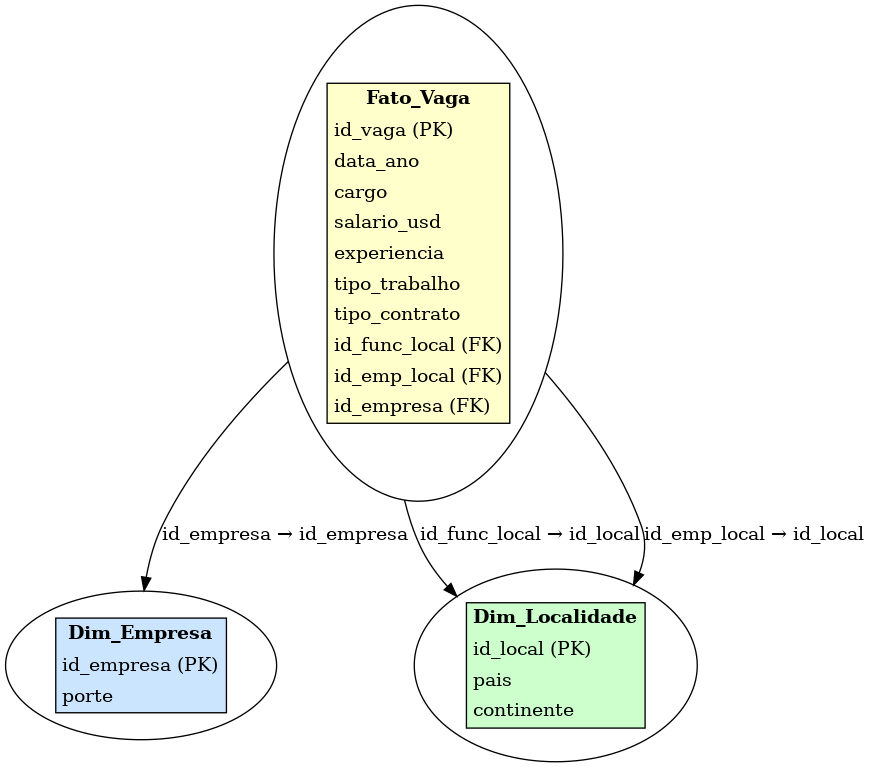 Fato_Vaga
id_vaga (PK)
data_ano
cargo
salario_usd
experiencia
tipo_trabalho
tipo_contrato
id_func_local (FK)
id_emp_local (FK)
id_empresa (FK)
id_empresa → id_empresa
id_func_local → id_local
id_emp_local → id_local
Dim_Empresa
id_empresa (PK)
porte
Dim_Localidade
id_local (PK)
pais
continente